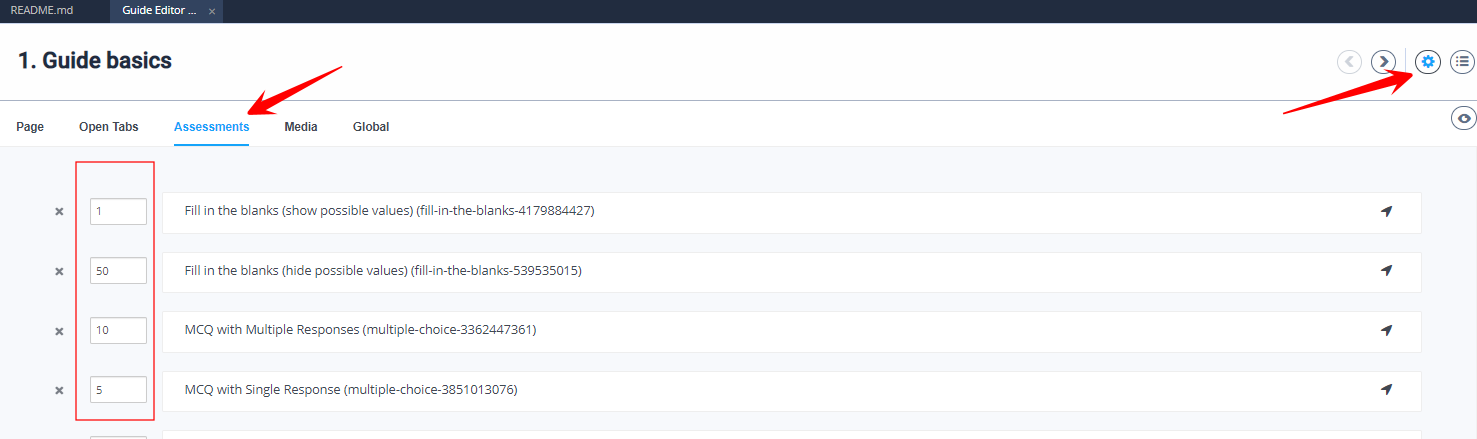 README.md Guide Editor ... ×
1. Guide basics
Page Open Tabs Assessments Media Global
1 Fill in the blanks (show possible values) (fill-in-the-blanks-4179884427)
50 Fill in the blanks (hide possible values) (fill-in-the-blanks-539535015)
10 MCQ with Multiple Responses (multiple-choice-3362447361)
5 MCQ with Single Response (multiple-choice-3851013076)